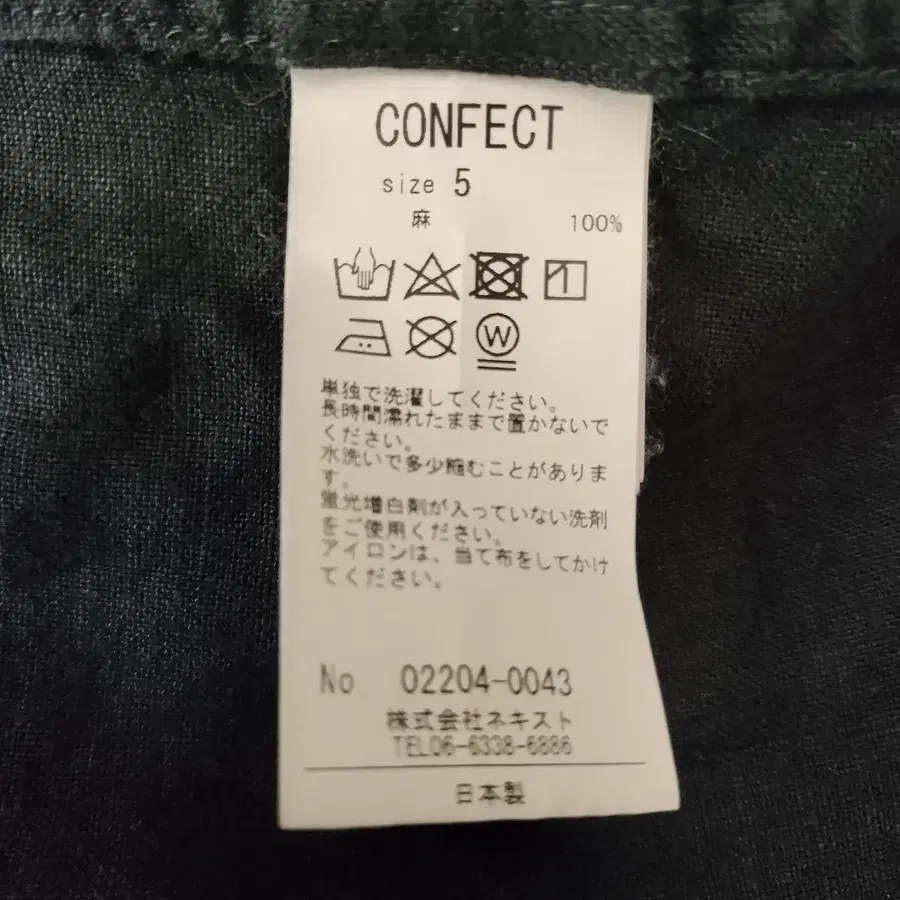 CONFECT
size 5
麻 100%
W
単独で洗濯してください。
長時間濡れたままで置かないで
ください。
水洗いで多少縮むことがありま
す。
蛍光増白剤が入っていない洗剤
をご使用ください。
アイロンは、当て布をしてかけ
てください。
No 02204-0043
株式会社ネキスト
TEL06-6338-6886
日本製